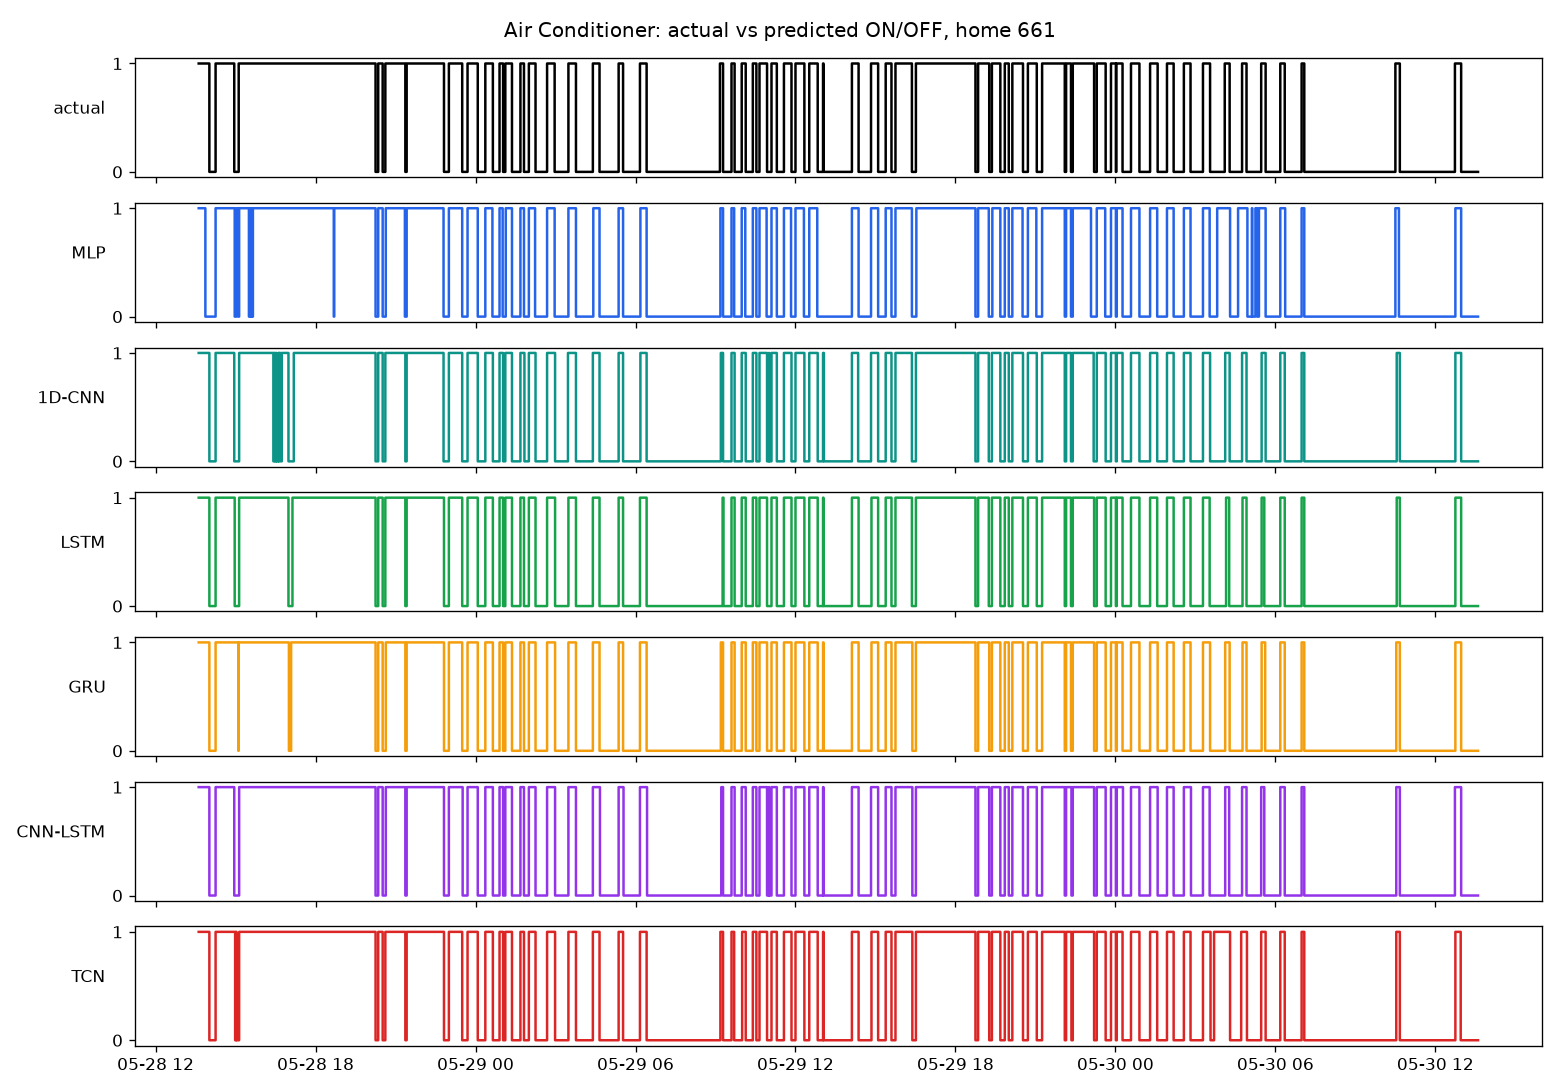 Air Conditioner: actual vs predicted ON/OFF, home 661
1
actual
0
1
MLP
0
1
1D-CNN
0
1
LSTM
0
1
GRU
0
1
CNN-LSTM
0
1
TCN
0
05-28 12 05-28 18 05-29 00 05-29 06 05-29 12 05-29 18 05-30 00 05-30 06 05-30 12